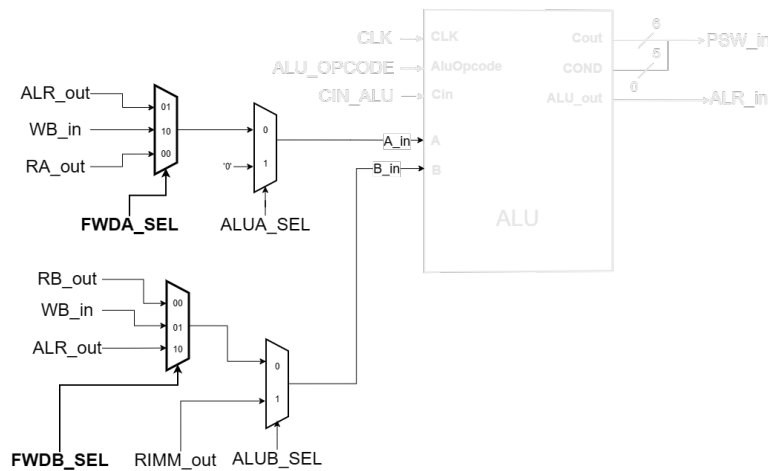 CLK
ALU_OPCODE
CIN_ALU
CLK
AluOpcode
Cin
Cout
COND
ALU_out
6
5
0
PSW_in
ALR_in
ALR_out
WB_in
RA_out
01
10
00
0
1
'0'
A_in
A
B_in
B
ALU
FWDA_SEL
ALUA_SEL
RB_out
WB_in
ALR_out
00
01
10
0
1
FWDB_SEL
RIMM_out
ALUB_SEL